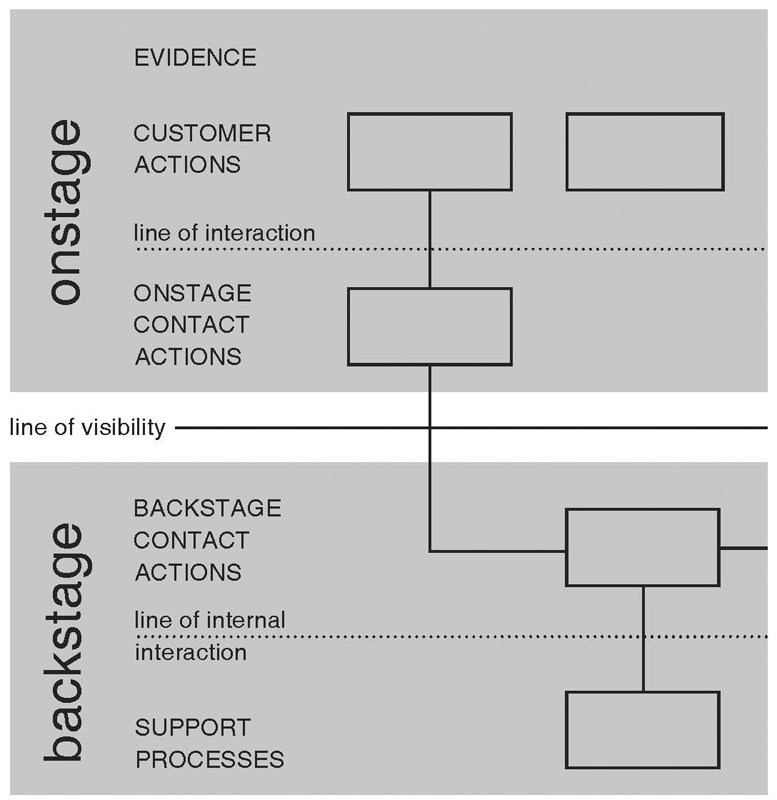 onstage
EVIDENCE
CUSTOMER
ACTIONS
line of interaction
ONSTAGE
CONTACT
ACTIONS
line of visibility
backstage
BACKSTAGE
CONTACT
ACTIONS
line of internal
interaction
SUPPORT
PROCESSES